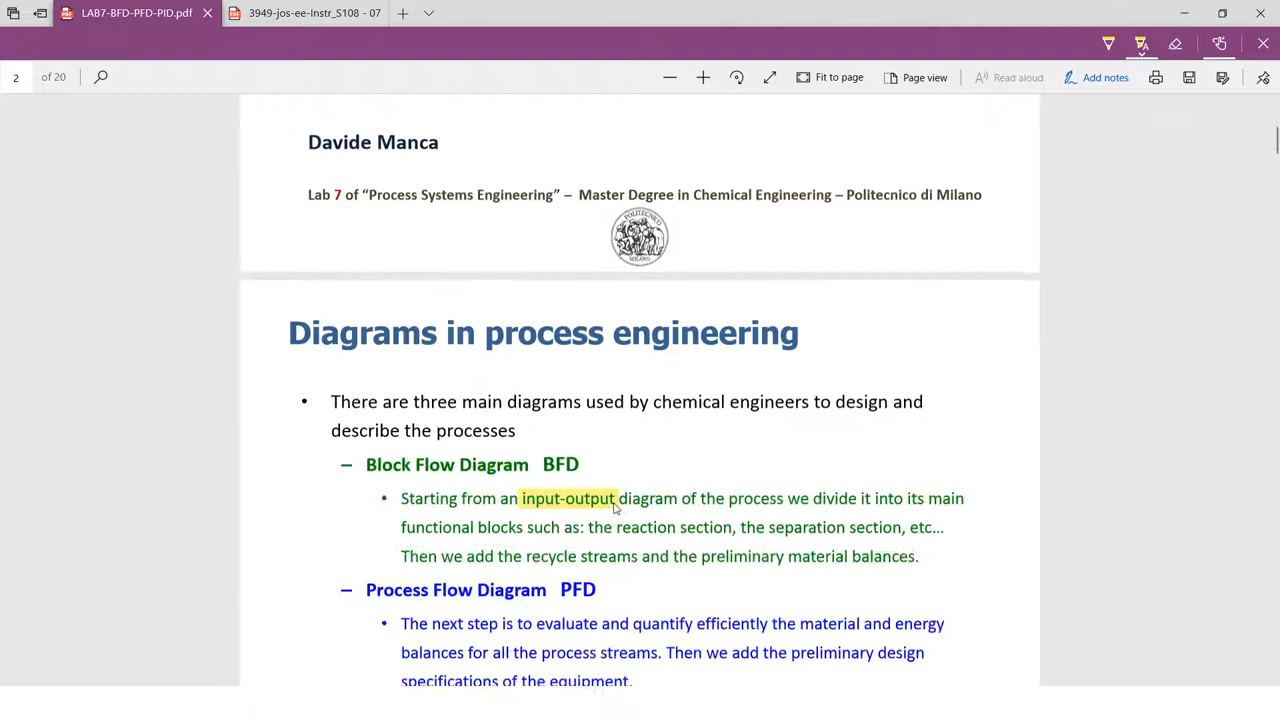 LAB7-BFD-PFD-PID.pdf
3949-jos-ee-Instr_S108 - 07
2 of 20
Fit to page
Page view
Read aloud
Add notes
Davide Manca
Lab 7 of “Process Systems Engineering” – Master Degree in Chemical Engineering – Politecnico di Milano
POLITECNICO
MILANO
Diagrams in process engineering
• There are three main diagrams used by chemical engineers to design and
describe the processes
– Block Flow Diagram BFD
• Starting from an input-output diagram of the process we divide it into its main
functional blocks such as: the reaction section, the separation section, etc…
Then we add the recycle streams and the preliminary material balances.
– Process Flow Diagram PFD
• The next step is to evaluate and quantify efficiently the material and energy
balances for all the process streams. Then we add the preliminary design
specifications of the equipment.